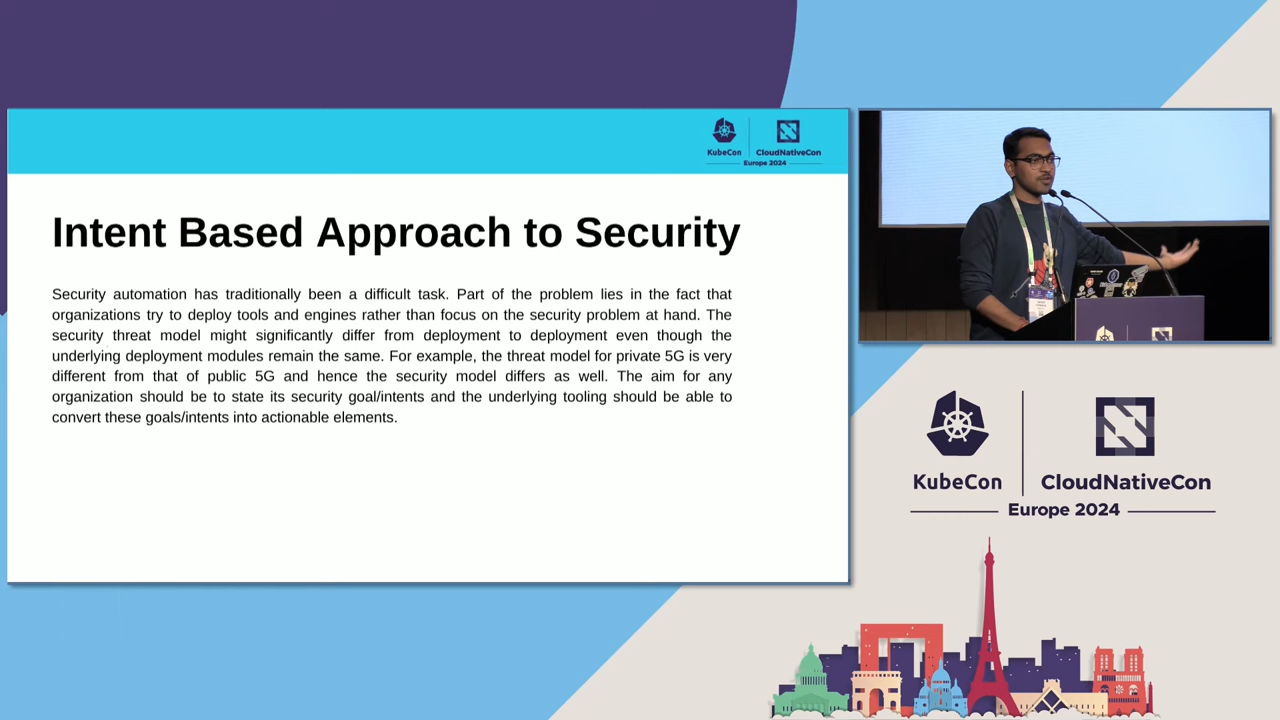 KubeCon
CloudNativeCon
Europe 2024
Intent Based Approach to Security
Security automation has traditionally been a difficult task. Part of the problem lies in the fact that
organizations try to deploy tools and engines rather than focus on the security problem at hand. The
security threat model might significantly differ from deployment to deployment even though the
underlying deployment modules remain the same. For example, the threat model for private 5G is very
different from that of public 5G and hence the security model differs as well. The aim for any
organization should be to state its security goal/intents and the underlying tooling should be able to
convert these goals/intents into actionable elements.
KubeCon
CloudNativeCon
Europe 2024